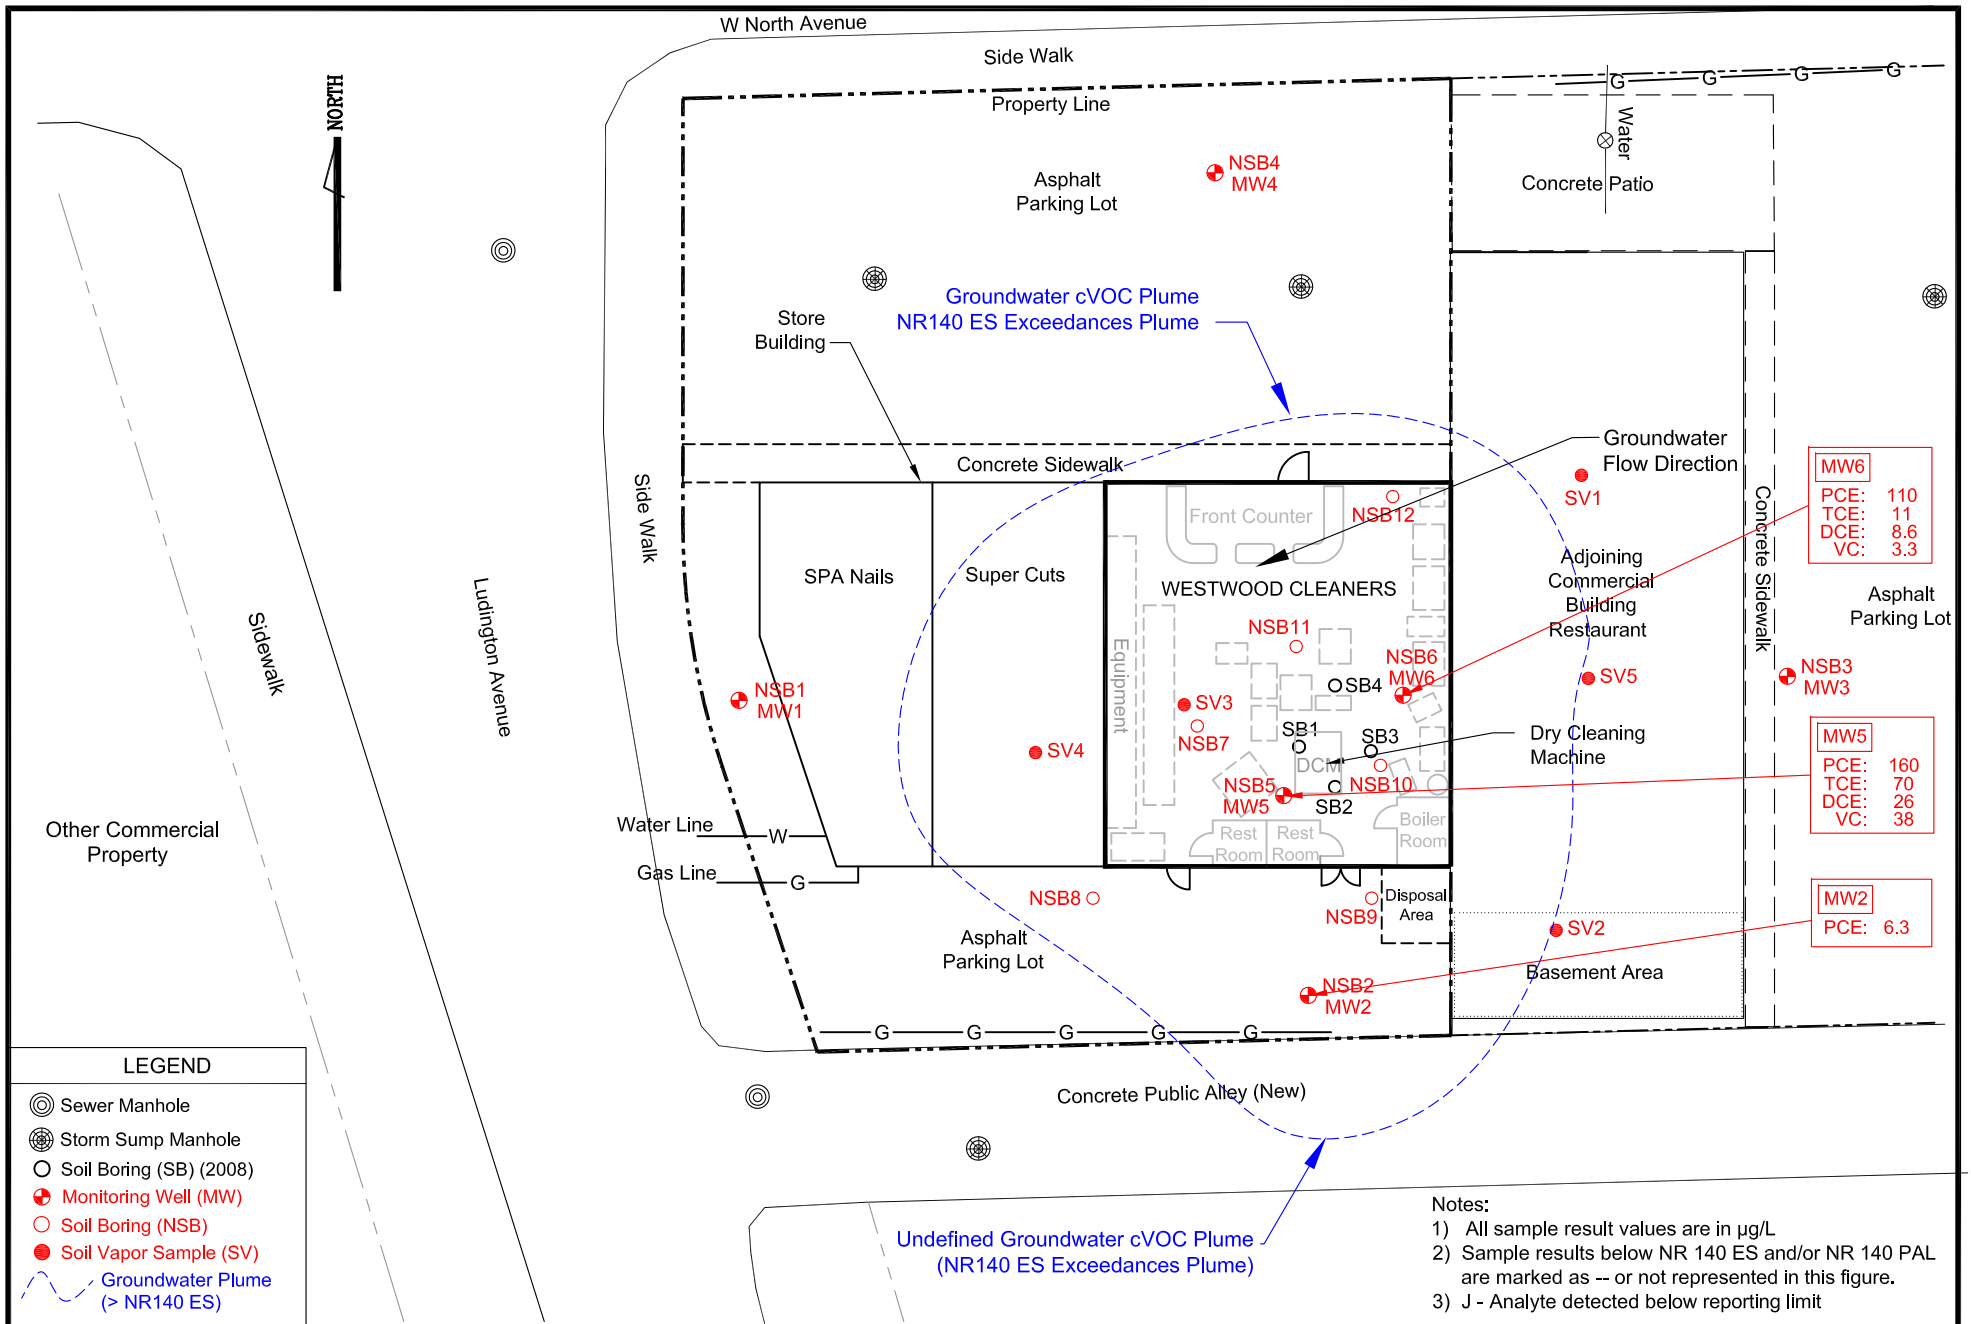 W North Avenue
Side Walk
NORTH
Property Line
G
G
G
G
Water
NSB4
MW4
Asphalt
Parking Lot
Concrete Patio
Groundwater cVOC Plume
NR140 ES Exceedances Plume
Store
Building
Concrete Sidewalk
Groundwater
Flow Direction
MW6
PCE: 110
TCE: 11
DCE: 8.6
VC: 3.3
SV1
Side Walk
Front Counter
NSB12
Concrete Sidewalk
SPA Nails
Super Cuts
WESTWOOD CLEANERS
Adjoining
Commercial
Building
Restaurant
Asphalt
Parking Lot
Sidewalk
Ludington Avenue
Equipment
NSB11
NSB6
MW6
SB4
SV5
NSB3
MW3
NSB1
MW1
SV3
NSB7
SB1
SB3
DCM
SV4
Dry Cleaning
Machine
MW5
PCE: 160
TCE: 70
DCE: 26
VC: 38
NSB5
MW5
NSB10
SB2
Other Commercial
Property
Water Line
W
Rest
Room
Rest
Room
Boiler
Room
Gas Line
G
NSB8
NSB9
Disposal
Area
MW2
PCE: 6.3
SV2
Asphalt
Parking Lot
Basement Area
NSB2
MW2
G
G
G
G
G
Concrete Public Alley (New)
LEGEND
Sewer Manhole
Storm Sump Manhole
Soil Boring (SB) (2008)
Monitoring Well (MW)
Soil Boring (NSB)
Soil Vapor Sample (SV)
Groundwater Plume
(> NR140 ES)
Undefined Groundwater cVOC Plume
(NR140 ES Exceedances Plume)
Notes:
1) All sample result values are in µg/L
2) Sample results below NR 140 ES and/or NR 140 PAL
are marked as -- or not represented in this figure.
3) J - Analyte detected below reporting limit